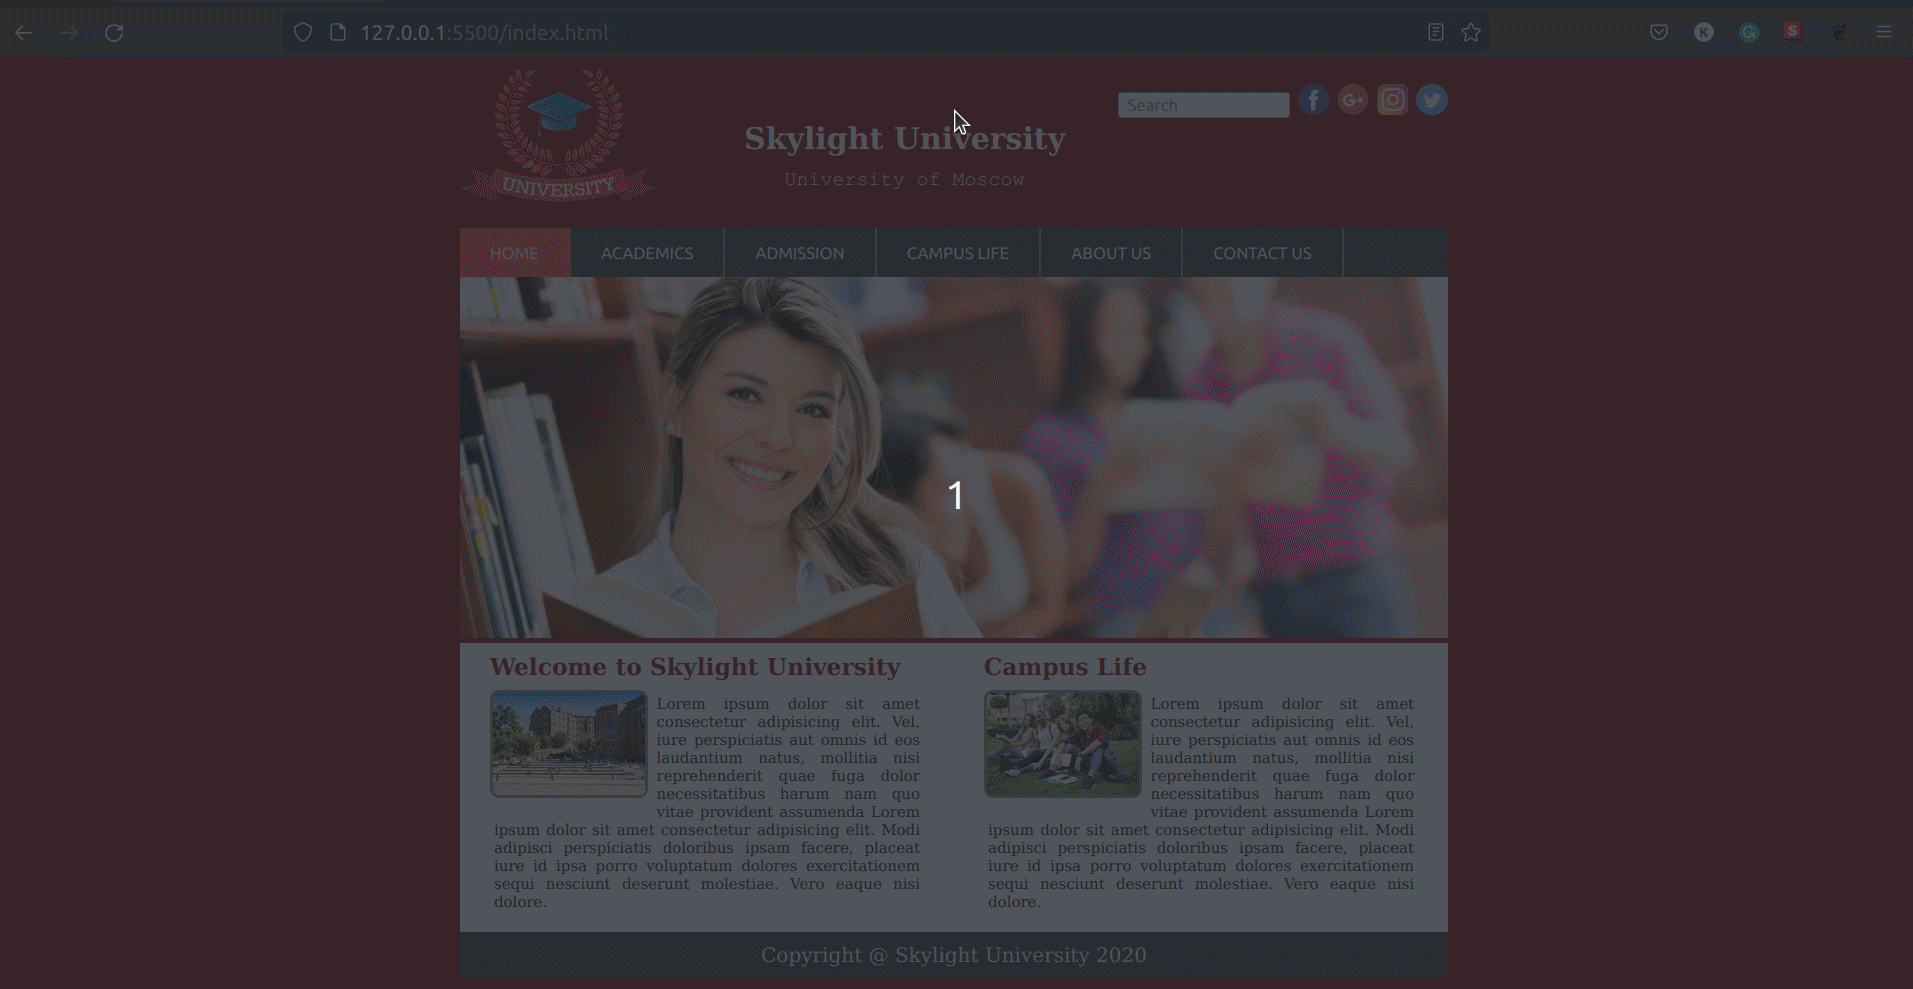 127.0.0.1:5500/index.html
K
G
S
UNIVERSITY
Skylight University
University of Moscow
Search
f
G+
HOME
ACADEMICS
ADMISSION
CAMPUS LIFE
ABOUT US
CONTACT US
1
Welcome to Skylight University
Lorem ipsum dolor sit amet
consectetur adipisicing elit. Vel,
iure perspiciatis aut omnis id eos
laudantium natus, mollitia nisi
reprehenderit quae fuga dolor
necessitatibus harum nam quo
vitae provident assumenda Lorem
ipsum dolor sit amet consectetur adipisicing elit. Modi
adipisci perspiciatis doloribus ipsam facere, placeat
iure id ipsa porro voluptatum dolores exercitationem
sequi nesciunt deserunt molestiae. Vero eaque nisi
dolore.
Campus Life
Lorem ipsum dolor sit amet
consectetur adipisicing elit. Vel,
iure perspiciatis aut omnis id eos
laudantium natus, mollitia nisi
reprehenderit quae fuga dolor
necessitatibus harum nam quo
vitae provident assumenda Lorem
ipsum dolor sit amet consectetur adipisicing elit. Modi
adipisci perspiciatis doloribus ipsam facere, placeat
iure id ipsa porro voluptatum dolores exercitationem
sequi nesciunt deserunt molestiae. Vero eaque nisi
dolore.
Copyright @ Skylight University 2020